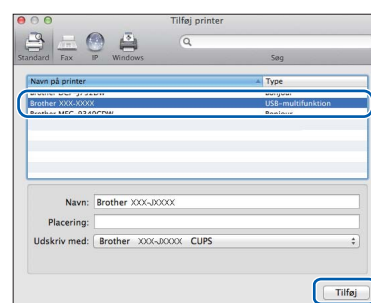 Tilføj printer
Standard Fax IP Windows Søg
Navn på printer Type
Brother XXX-XXXX USB-multifunktion
Navn: Brother XXX-JXXXX
Placering:
Udskriv med: Brother XXX-JXXXX CUPS
Tilføj